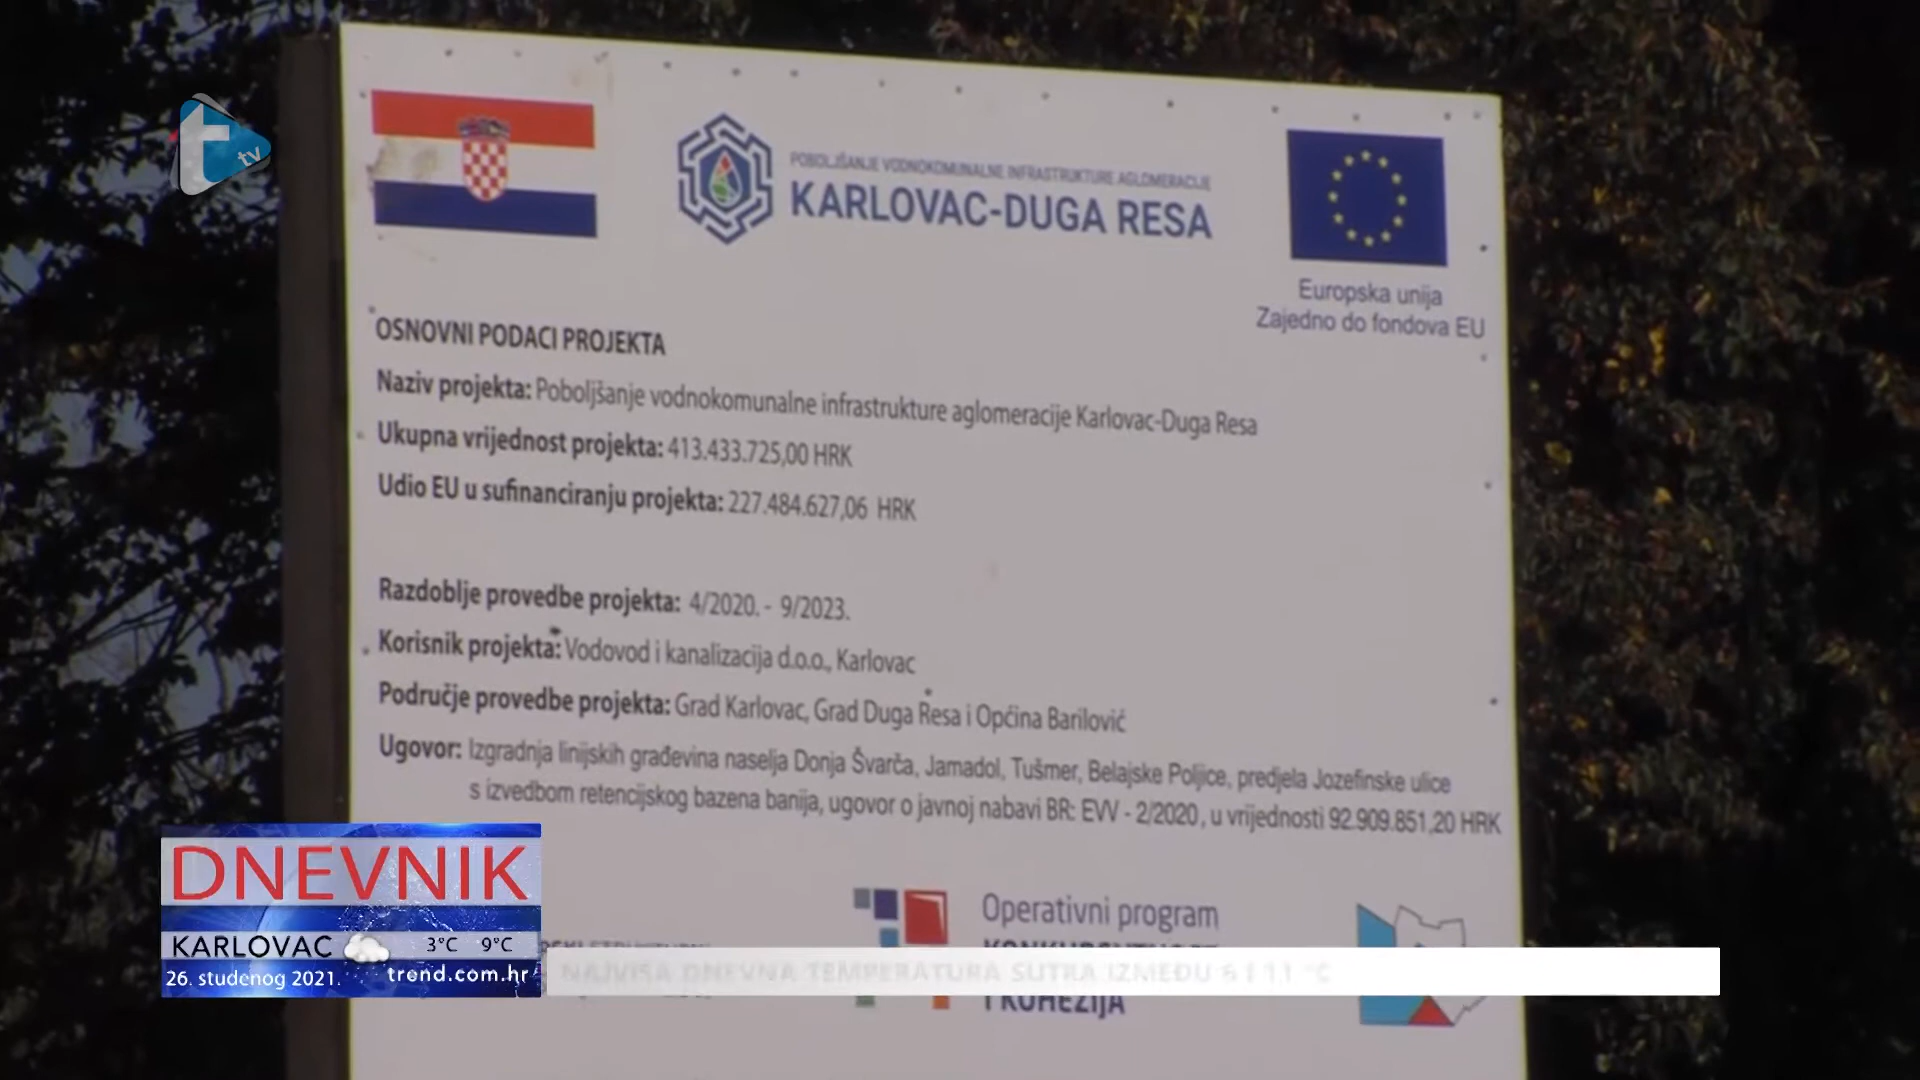 t tv
POBOLJŠANJE VODNOKOMUNALNE INFRASTRUKTURE AGLOMERACIJE
KARLOVAC-DUGA RESA
Europska unija
Zajedno do fondova EU
OSNOVNI PODACI PROJEKTA
Naziv projekta: Poboljšanje vodnokomunalne infrastrukture aglomeracije Karlovac-Duga Resa
Ukupna vrijednost projekta: 413.433.725,00 HRK
Udio EU u sufinanciranju projekta: 227.484.627,06 HRK
Razdoblje provedbe projekta: 4/2020. - 9/2023.
Korisnik projekta: Vodovod i kanalizacija d.o.o., Karlovac
Područje provedbe projekta: Grad Karlovac, Grad Duga Resa i Općina Barilović
Ugovor: Izgradnja linijskih građevina naselja Donja Švarča, Jamadol, Tušmer, Belajske Poljice, predjela Jozefinske ulice
s izvedbom retencijskog bazena banija, ugovor o javnoj nabavi BR: EVV - 2/2020, u vrijednosti 92.909.851,20 HRK
Operativni program
I KOHEZIJA
DNEVNIK
KARLOVAC 3°C 9°C
26. studenog 2021. trend.com.hr
NAJVIŠA DNEVNA TEMPERATURA SUTRA IZMEĐU 6 I 11 °C